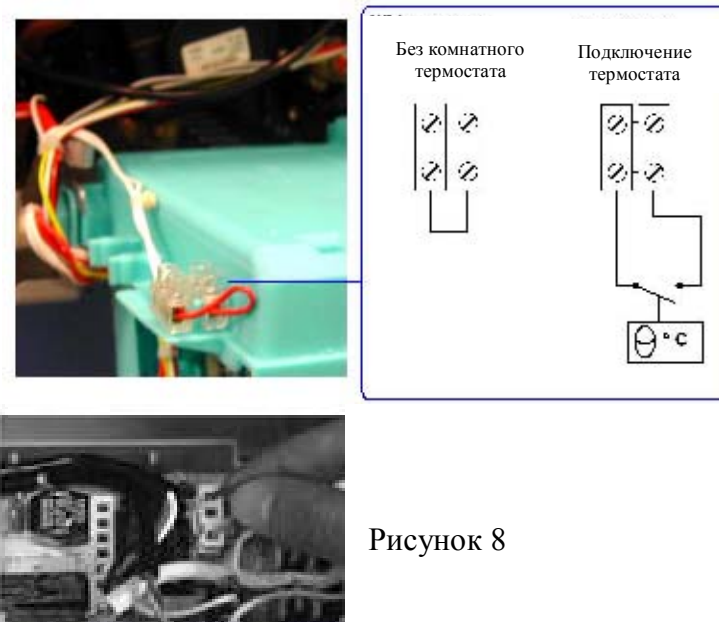 Без комнатного
термостата
Подключение
термостата
° C
Рисунок 8